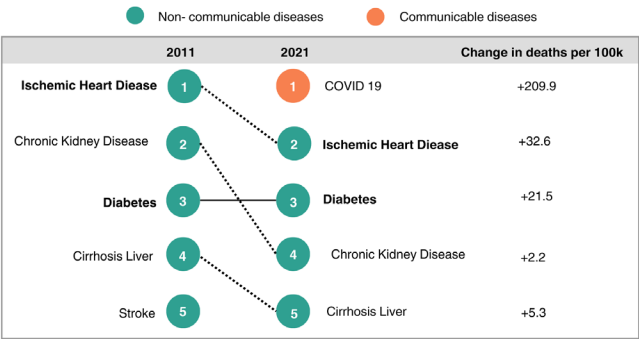 Non- communicable diseases Communicable diseases
2011 2021 Change in deaths per 100k
Ischemic Heart Disease 1 1 COVID 19 +209.9
Chronic Kidney Disease 2 2 Ischemic Heart Disease +32.6
Diabetes 3 3 Diabetes +21.5
Cirrhosis Liver 4 4 Chronic Kidney Disease +2.2
Stroke 5 5 Cirrhosis Liver +5.3